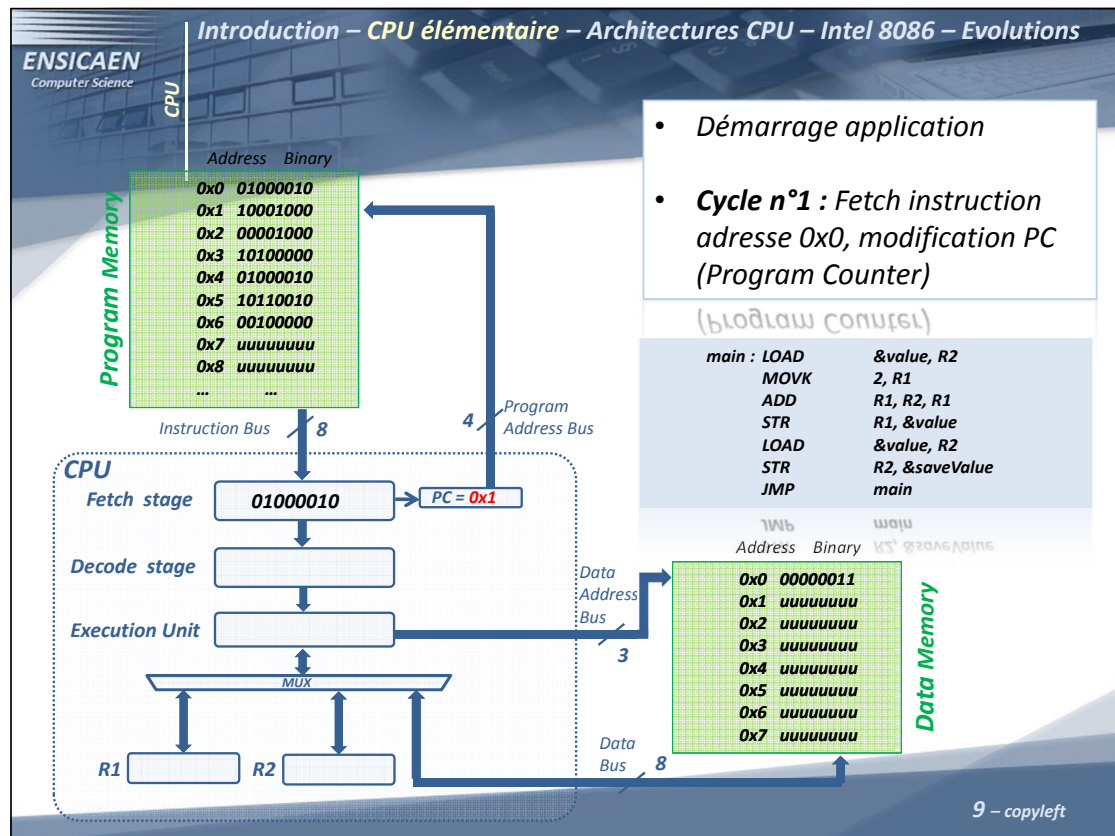 Introduction – CPU élémentaire – Architectures CPU – Intel 8086 – Evolutions
ENSICAEN
Computer Science
CPU
• Démarrage application
• Cycle n°1 : Fetch instruction
adresse 0x0, modification PC
(Program Counter)
(Program Counter)
Address Binary
0x0 01000010
0x1 10001000
0x2 00001000
0x3 10100000
0x4 01000010
0x5 10110010
0x6 00100000
0x7 uuuuuuuu
0x8 uuuuuuuu
... ...
Program Memory
main : LOAD &value, R2
MOVK 2, R1
ADD R1, R2, R1
STR R1, &value
LOAD &value, R2
STR R2, &saveValue
JMP main
JMP main
R2, &saveValue
Instruction Bus 8
4 Program
Address Bus
CPU
Fetch stage 01000010 PC = 0x1
Decode stage
Execution Unit
MUX
R1 R2
Data
Address
Bus
3
Address Binary
0x0 00000011
0x1 uuuuuuuu
0x2 uuuuuuuu
0x3 uuuuuuuu
0x4 uuuuuuuu
0x5 uuuuuuuu
0x6 uuuuuuuu
0x7 uuuuuuuu
Data Memory
Data
Bus 8
9 – copyleft